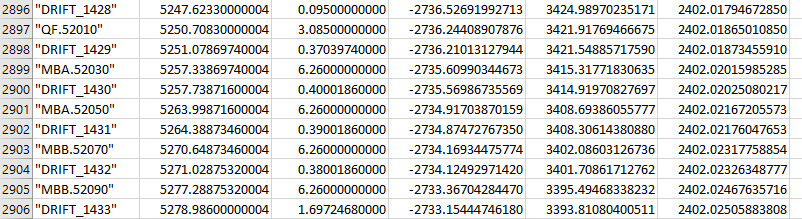 2896 "DRIFT_1428" 5247.62330000004 0.09500000000 -2736.52691992713 3424.98970235171 2402.01794672850
2897 "QF.52010" 5250.70830000004 3.08500000000 -2736.24408907876 3421.91769466675 2402.01865010850
2898 "DRIFT_1429" 5251.07869740004 0.37039740000 -2736.21013127944 3421.54885717590 2402.01873455910
2899 "MBA.52030" 5257.33869740004 6.26000000000 -2735.60990344673 3415.31771830635 2402.02015985285
2900 "DRIFT_1430" 5257.73871600004 0.40001860000 -2735.56986735569 3414.91970827697 2402.02025080217
2901 "MBA.52050" 5263.99871600004 6.26000000000 -2734.91703870159 3408.69386055777 2402.02167205573
2902 "DRIFT_1431" 5264.38873460004 0.39001860000 -2734.87472767350 3408.30614380880 2402.02176047653
2903 "MBB.52070" 5270.64873460004 6.26000000000 -2734.16934475774 3402.08603126736 2402.02317758854
2904 "DRIFT_1432" 5271.02875320004 0.38001860000 -2734.12492971420 3401.70861712762 2402.02326348777
2905 "MBB.52090" 5277.28875320004 6.26000000000 -2733.36704284470 3395.49468338232 2402.02467635716
2906 "DRIFT_1433" 5278.98600000004 1.69724680000 -2733.15444746180 3393.81080400511 2402.02505883808